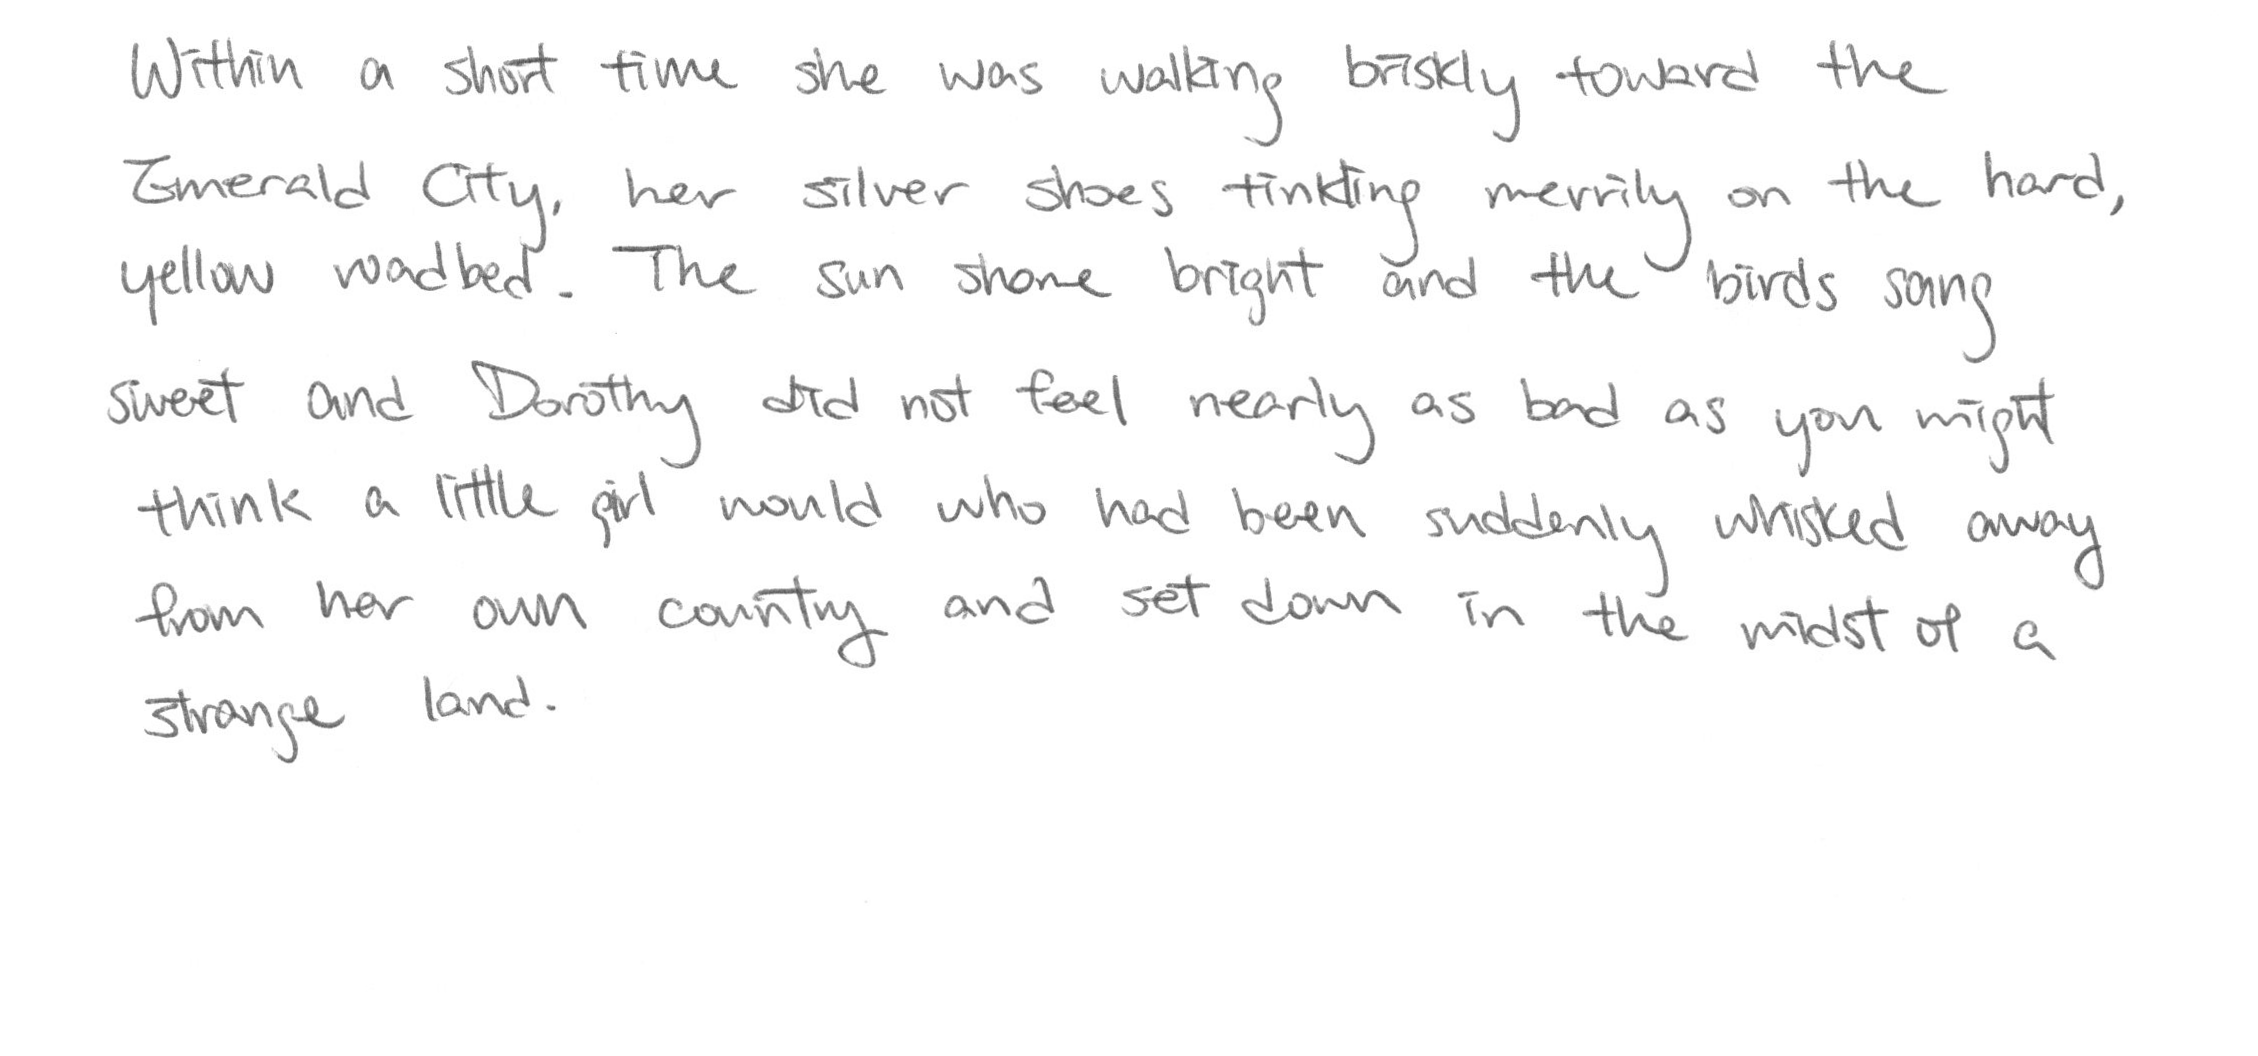 Within a short time she was walking briskly toward the
Emerald City, her silver shoes tinkling merrily on the hard,
yellow roadbed. The sun shone bright and the birds sang
sweet and Dorothy did not feel nearly as bad as you might
think a little girl would who had been suddenly whisked away
from her own country and set down in the midst of a
strange land.